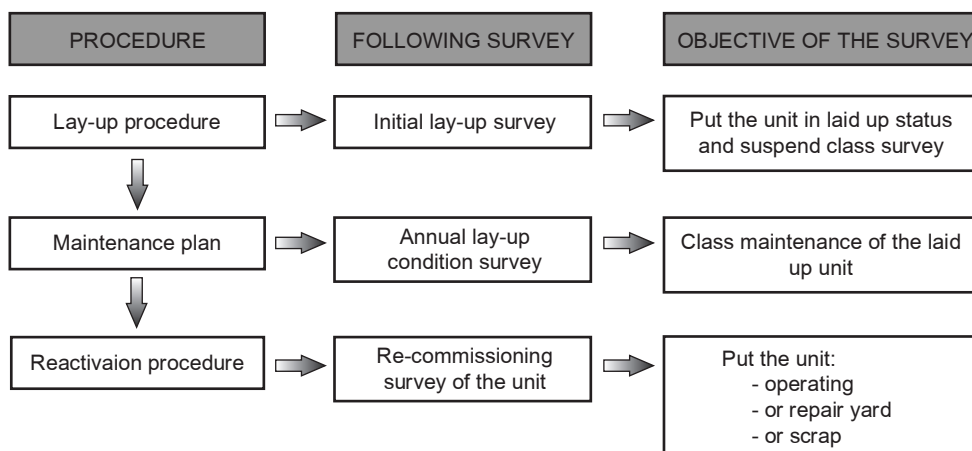 PROCEDURE
FOLLOWING SURVEY
OBJECTIVE OF THE SURVEY
Lay-up procedure
Initial lay-up survey
Put the unit in laid up status
and suspend class survey
Maintenance plan
Annual lay-up
condition survey
Class maintenance of the laid
up unit
Reactivaion procedure
Re-commissioning
survey of the unit
Put the unit:
- operating
- or repair yard
- or scrap